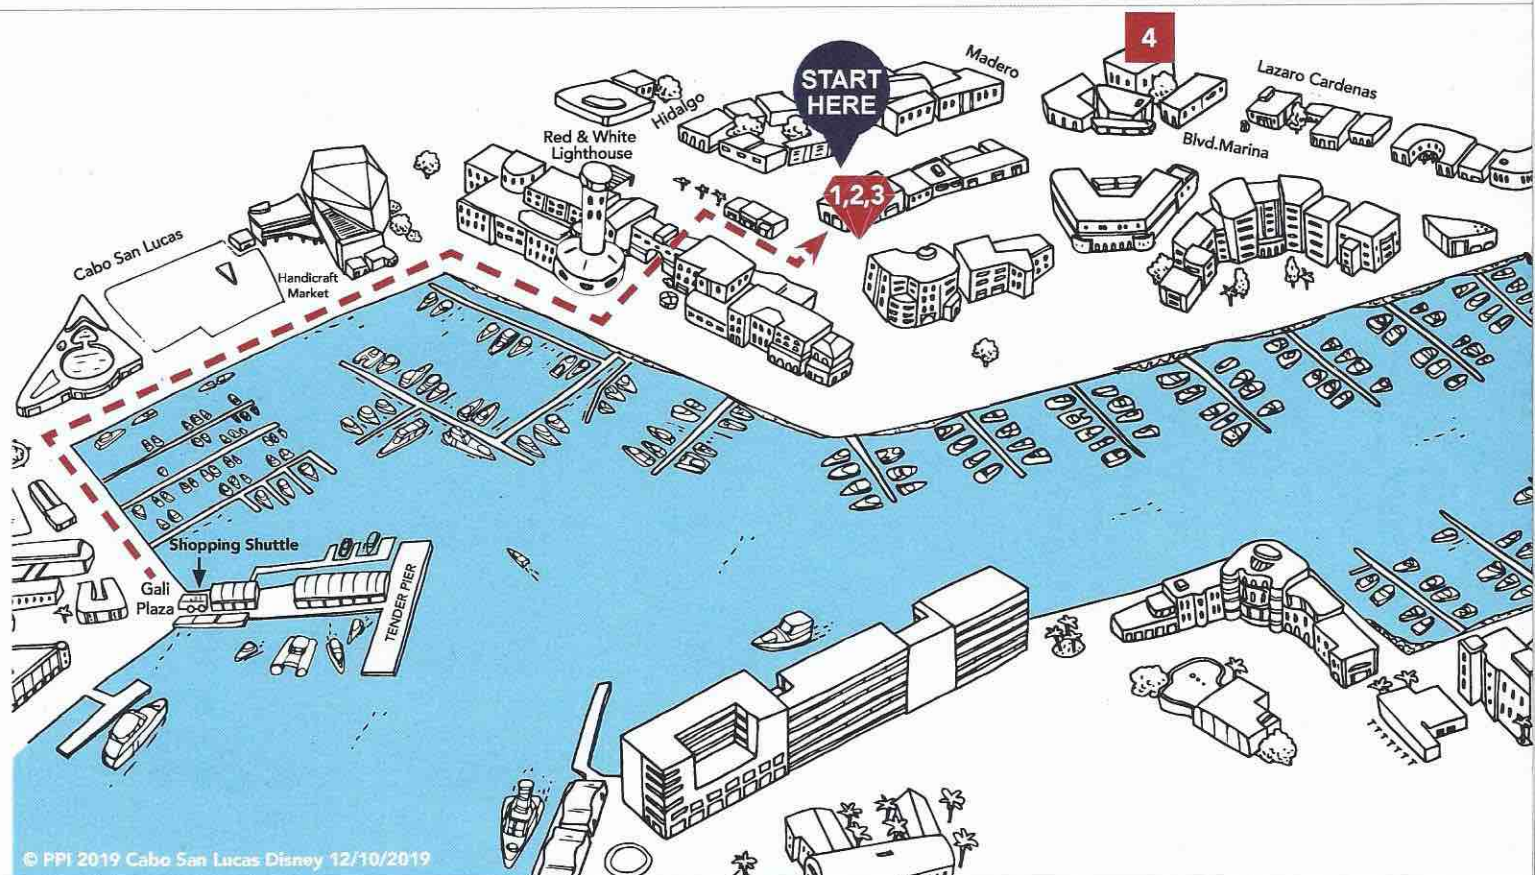 4
START
HERE
Madero
Lazaro Cardenas
Hidalgo
Red & White
Lighthouse
Blvd.Marina
1,2,3
Cabo San Lucas
Handicraft
Market
Shopping Shuttle
Gali
Plaza
TENDER PIER
© PPI 2019 Cabo San Lucas Disney 12/10/2019